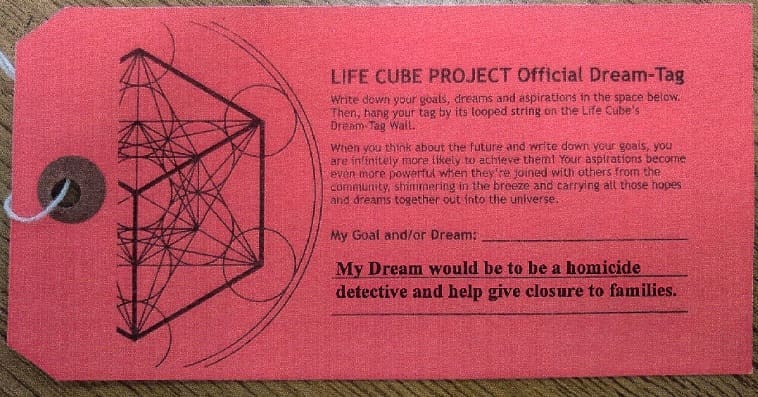 LIFE CUBE PROJECT Official Dream-Tag
Write down your goals, dreams and aspirations in the space below.
Then, hang your tag by its looped string on the Life Cube's
Dream-Tag Wall.
When you think about the future and write down your goals, you
are infinitely more likely to achieve them! Your aspirations become
even more powerful when they're joined with others from the
community, shimmering in the breeze and carrying all those hopes
and dreams together out into the universe.
My Goal and/or Dream:
My Dream would be to be a homicide
detective and help give closure to families.